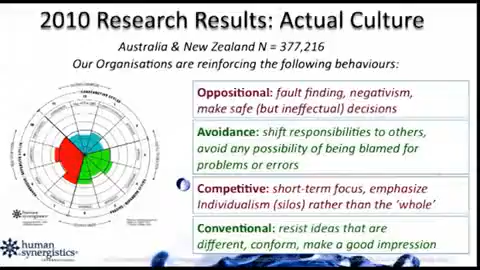 2010 Research Results: Actual Culture
Australia & New Zealand N = 377,216
Our Organisations are reinforcing the following behaviours:
Oppositional: fault finding, negativism,
make safe (but ineffectual) decisions
Avoidance: shift responsibilities to others,
avoid any possibility of being blamed for
problems or errors
Competitive: short-term focus, emphasize
Individualism (silos) rather than the 'whole'
Conventional: resist ideas that are
different, conform, make a good impression
human
synergistics
human
synergistics